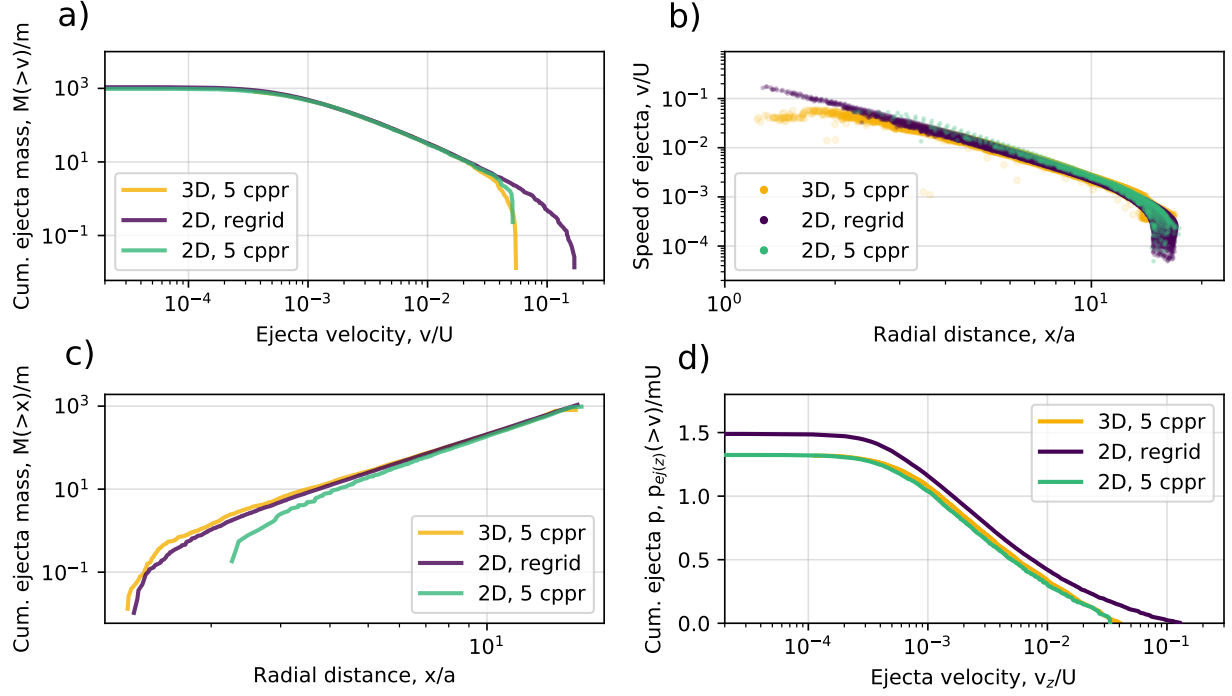 a)
Cum. ejecta mass, M(>v)/m
10³
10¹
10⁻¹
3D, 5 cppr
2D, regrid
2D, 5 cppr
10⁻⁴
10⁻³
10⁻²
10⁻¹
Ejecta velocity, v/U
b)
Speed of ejecta, v/U
10⁻¹
10⁻²
10⁻³
10⁻⁴
3D, 5 cppr
2D, regrid
2D, 5 cppr
10⁰
10¹
Radial distance, x/a
c)
Cum. ejecta mass, M(>x)/m
10³
10¹
10⁻¹
3D, 5 cppr
2D, regrid
2D, 5 cppr
10¹
Radial distance, x/a
d)
Cum. ejecta p, p_ej(z)(>v)/mU
1.5
1.0
0.5
0.0
3D, 5 cppr
2D, regrid
2D, 5 cppr
10⁻⁴
10⁻³
10⁻²
10⁻¹
Ejecta velocity, v_z/U